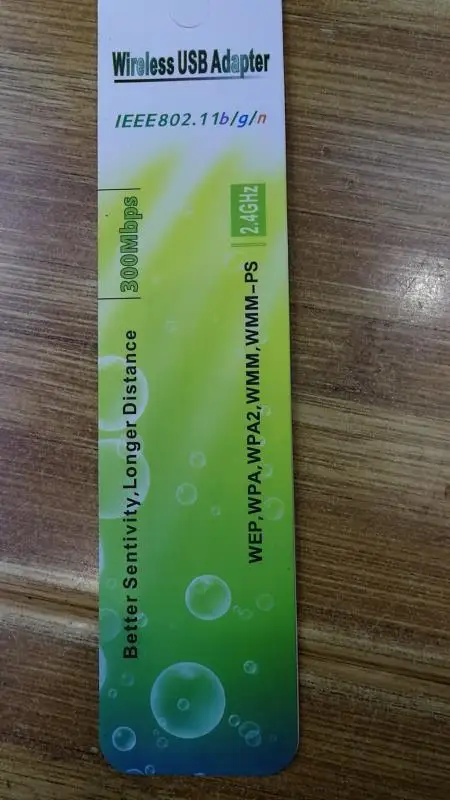 Wireless USB Adapter
IEEE802.11b/g/n
300Mbps
2.4GHz
Better Sentivity,Longer Distance
WEP,WPA,WPA2,WMM,WMM-PS